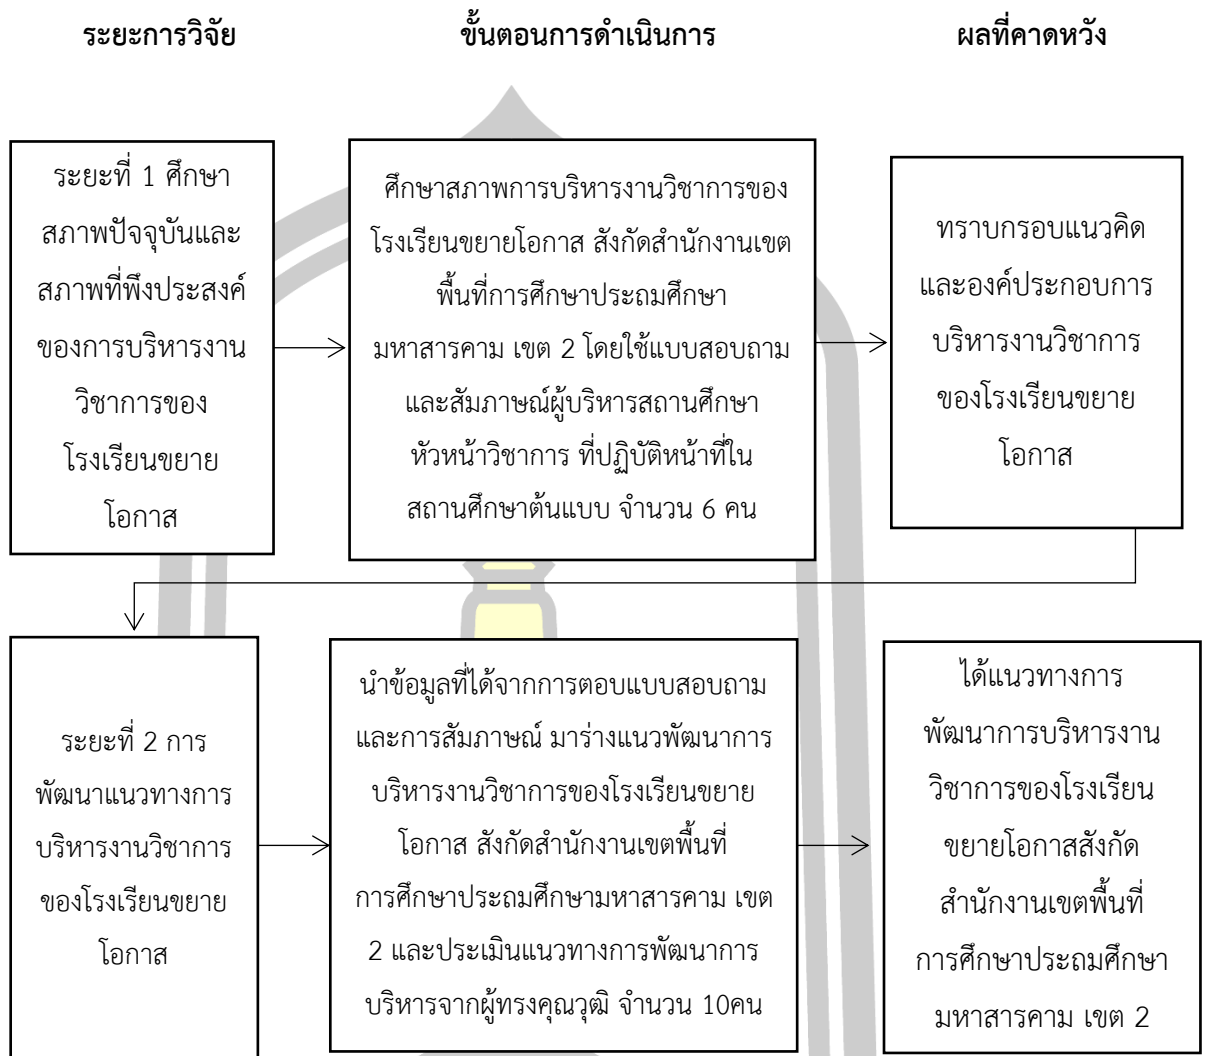 ระยะการวิจัย
ขั้นตอนการดำเนินการ
ผลที่คาดหวัง
ระยะที่ 1 ศึกษา
สภาพปัจจุบันและ
สภาพที่พึงประสงค์
ของการบริหารงาน
วิชาการของ
โรงเรียนขยาย
โอกาส
ศึกษาสภาพการบริหารงานวิชาการของ
โรงเรียนขยายโอกาส สังกัดสำนักงานเขต
พื้นที่การศึกษาประถมศึกษา
มหาสารคาม เขต 2 โดยใช้แบบสอบถาม
และสัมภาษณ์ผู้บริหารสถานศึกษา
หัวหน้าวิชาการ ที่ปฏิบัติหน้าที่ใน
สถานศึกษาต้นแบบ จำนวน 6 คน
ทราบกรอบแนวคิด
และองค์ประกอบการ
บริหารงานวิชาการ
ของโรงเรียนขยาย
โอกาส
ระยะที่ 2 การ
พัฒนาแนวทางการ
บริหารงานวิชาการ
ของโรงเรียนขยาย
โอกาส
นำข้อมูลที่ได้จากการตอบแบบสอบถาม
และการสัมภาษณ์ มาร่างแนวพัฒนาการ
บริหารงานวิชาการของโรงเรียนขยาย
โอกาส สังกัดสำนักงานเขตพื้นที่
การศึกษาประถมศึกษามหาสารคาม เขต
2 และประเมินแนวทางการพัฒนาการ
บริหารจากผู้ทรงคุณวุฒิ จำนวน 10คน
ได้แนวทางการ
พัฒนาการบริหารงาน
วิชาการของโรงเรียน
ขยายโอกาสสังกัด
สำนักงานเขตพื้นที่
การศึกษาประถมศึกษา
มหาสารคาม เขต 2